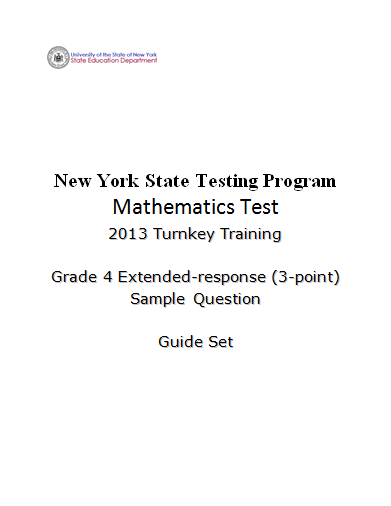 University of the State of New York
State Education Department
New York State Testing Program
Mathematics Test
2013 Turnkey Training
Grade 4 Extended-response (3-point)
Sample Question
Guide Set